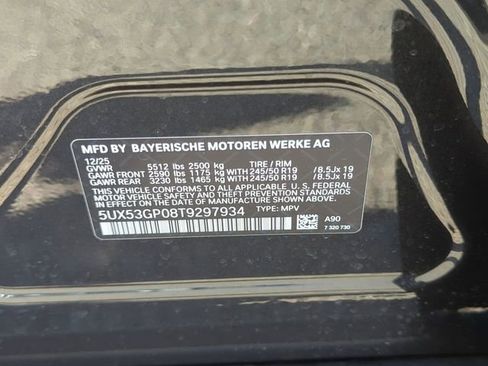 MFD BY BAYERISCHE MOTOREN WERKE AG
12/25
GVWR 5512 lbs 2500 kg TIRE / RIM
GAWR FRONT 2590 lbs 1175 kg 245/50 R19 /8.5Jx 19
GAWR REAR 3230 lbs 1465 kg 245/50 R19 /8.5Jx 19
THIS VEHICLE CONFORMS TO ALL APPLICABLE U. S. FEDERAL
MOTOR VEHICLE SAFETY AND THEFT PREVENTION STANDARDS
IN EFFECT ON THE DATE OF MANUFACTURE SHOWN ABOVE.
5UX53GP08T9297934 TYPE: MPV
A90
7 320 730